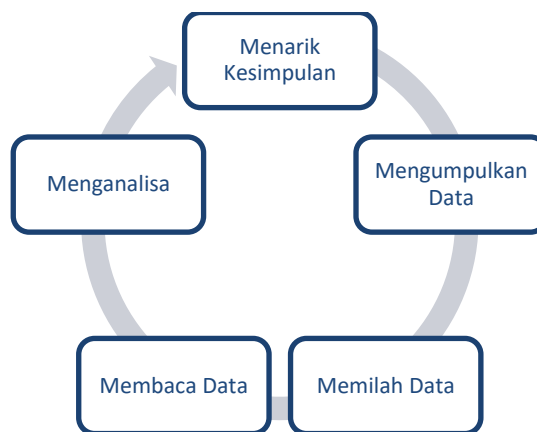 Menarik
Kesimpulan
Mengumpulkan
Data
Memilah Data
Membaca Data
Menganalisa